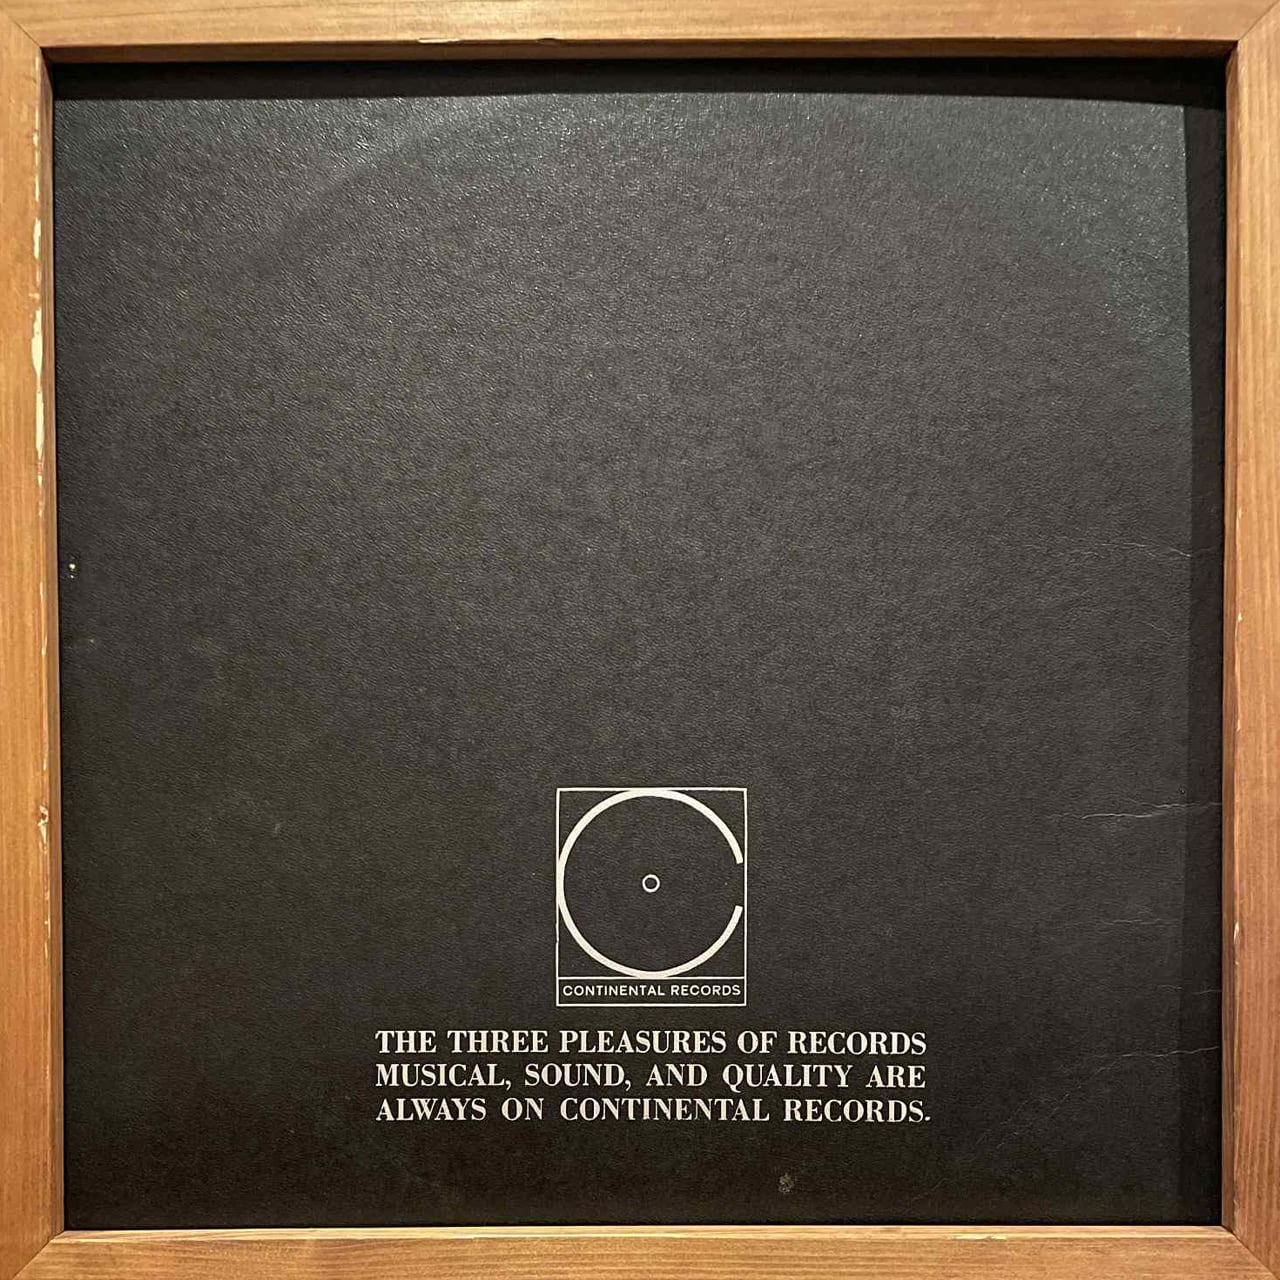 CONTINENTAL RECORDS
THE THREE PLEASURES OF RECORDS
MUSICAL, SOUND, AND QUALITY ARE
ALWAYS ON CONTINENTAL RECORDS.